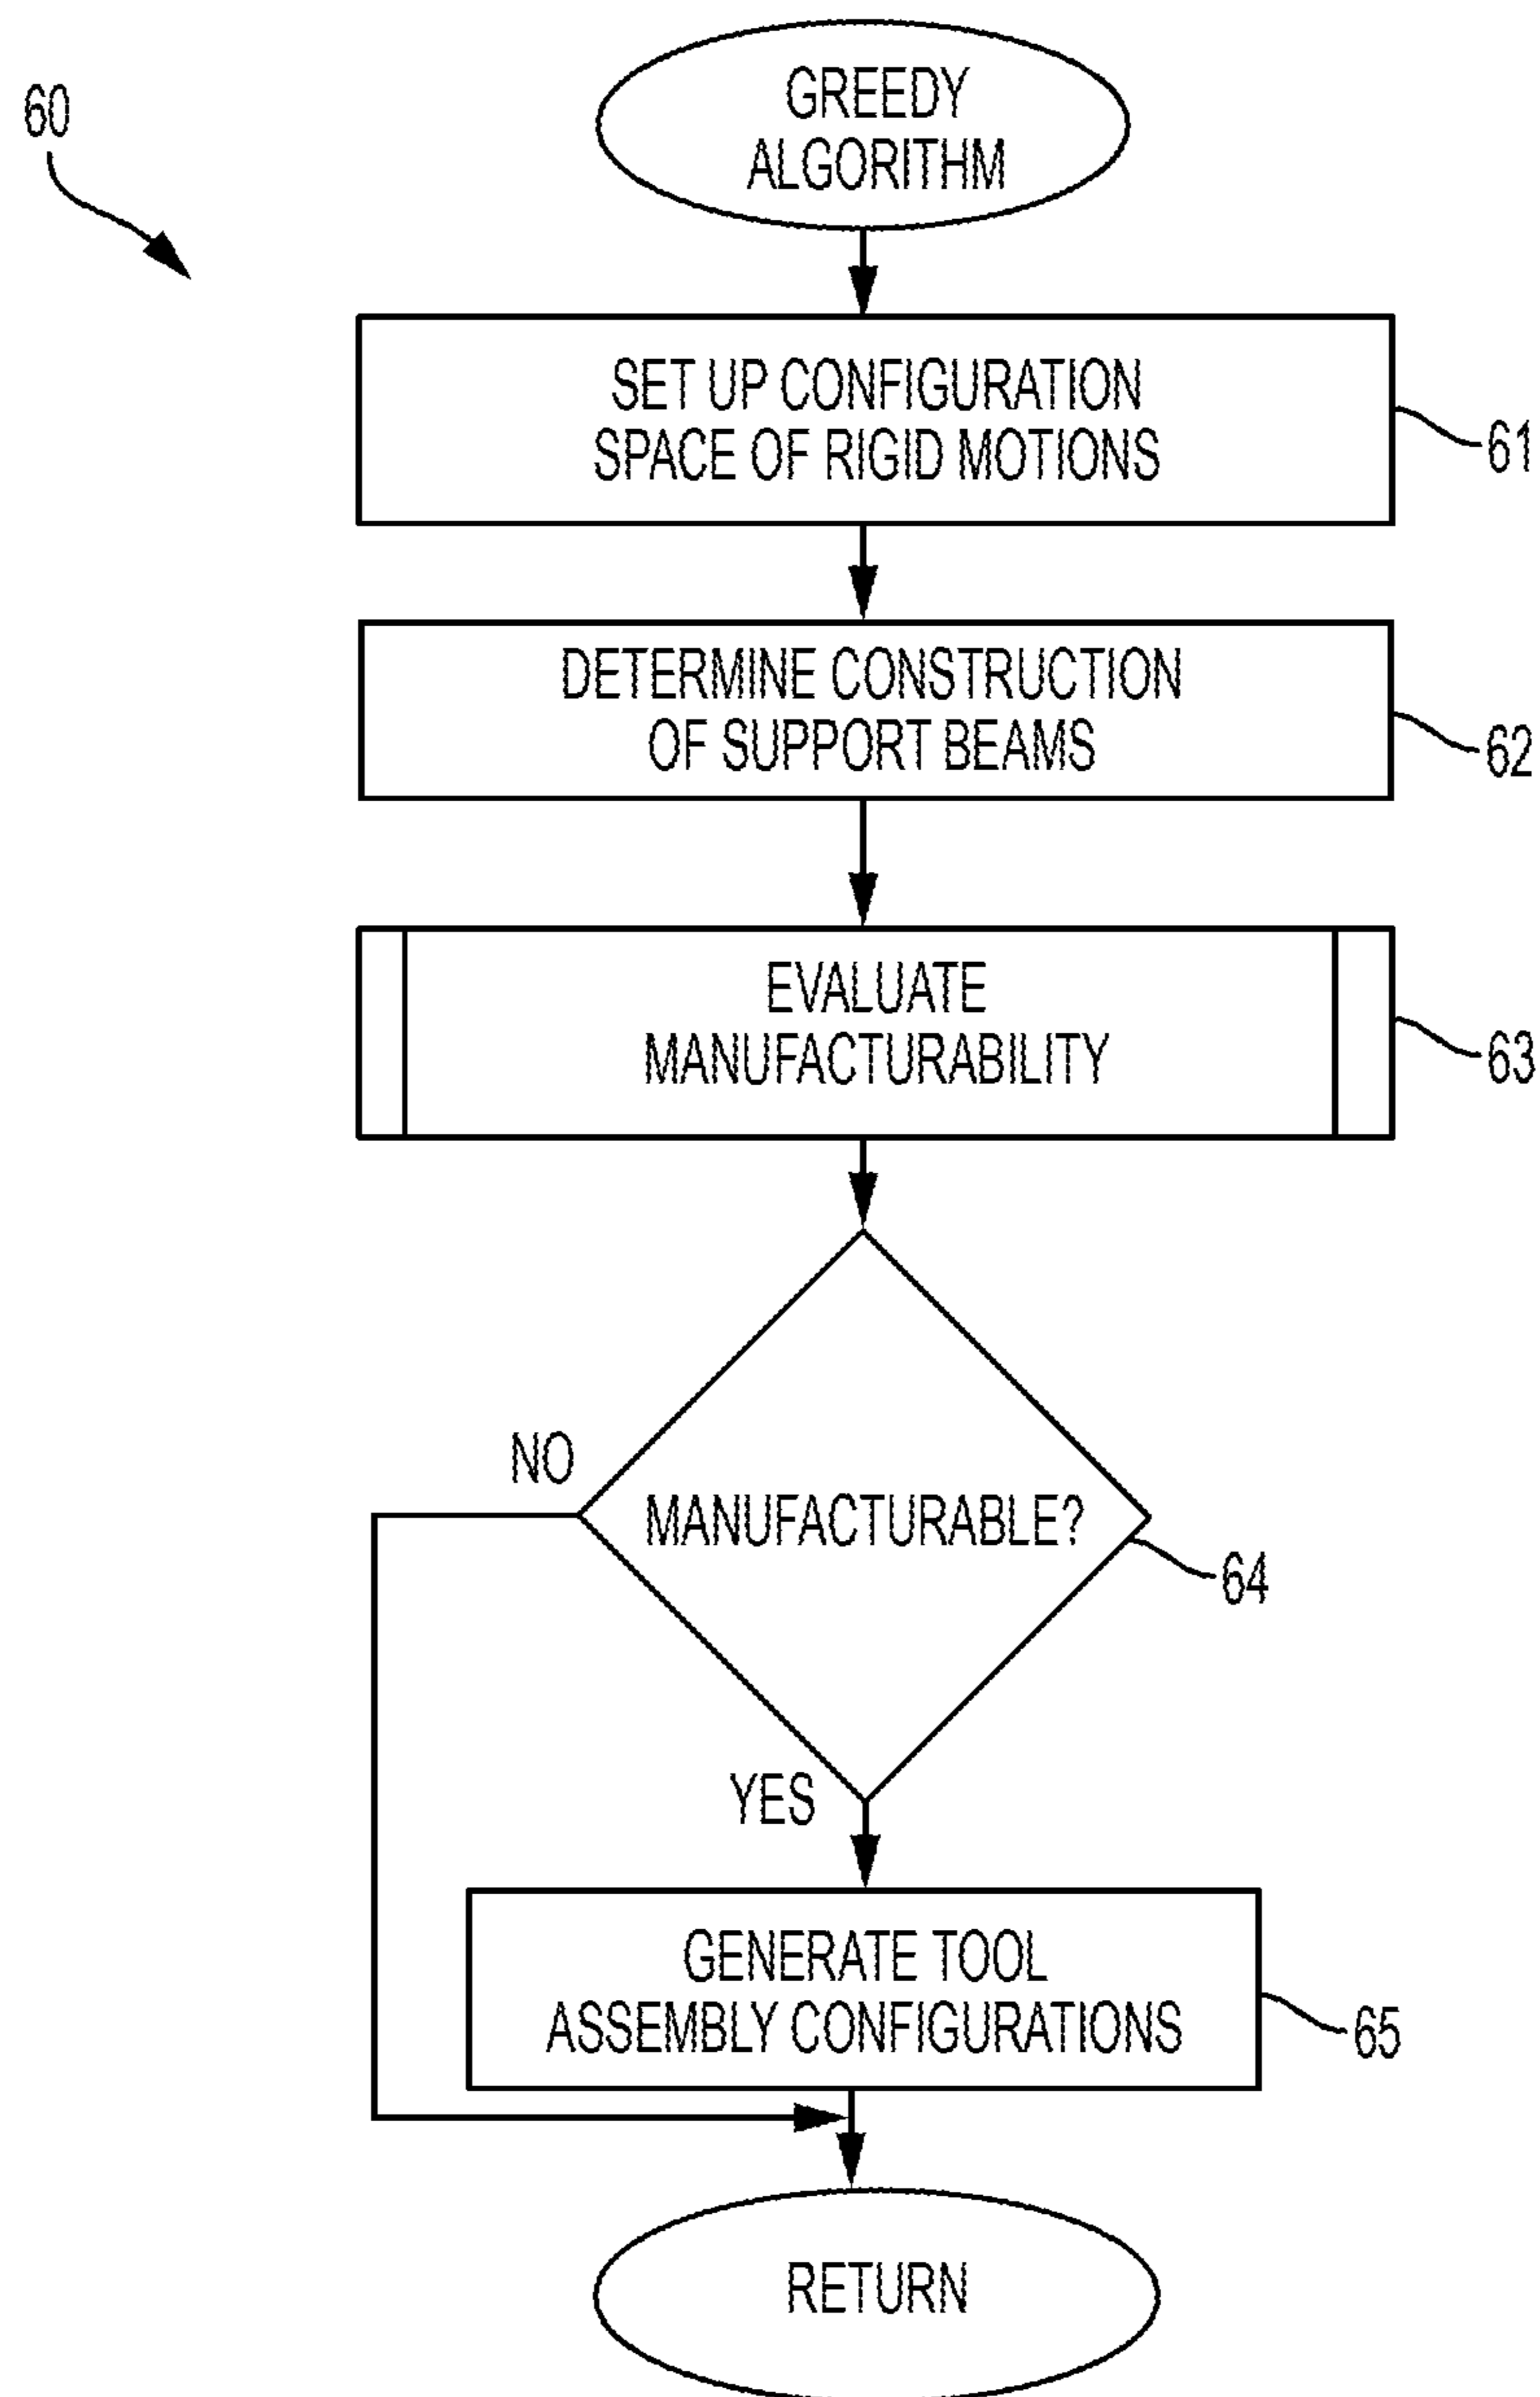 60
GREEDY
ALGORITHM
SET UP CONFIGURATION
SPACE OF RIGID MOTIONS
61
DETERMINE CONSTRUCTION
OF SUPPORT BEAMS
62
EVALUATE
MANUFACTURABILITY
63
NO
MANUFACTURABLE?
64
YES
GENERATE TOOL
ASSEMBLY CONFIGURATIONS
65
RETURN